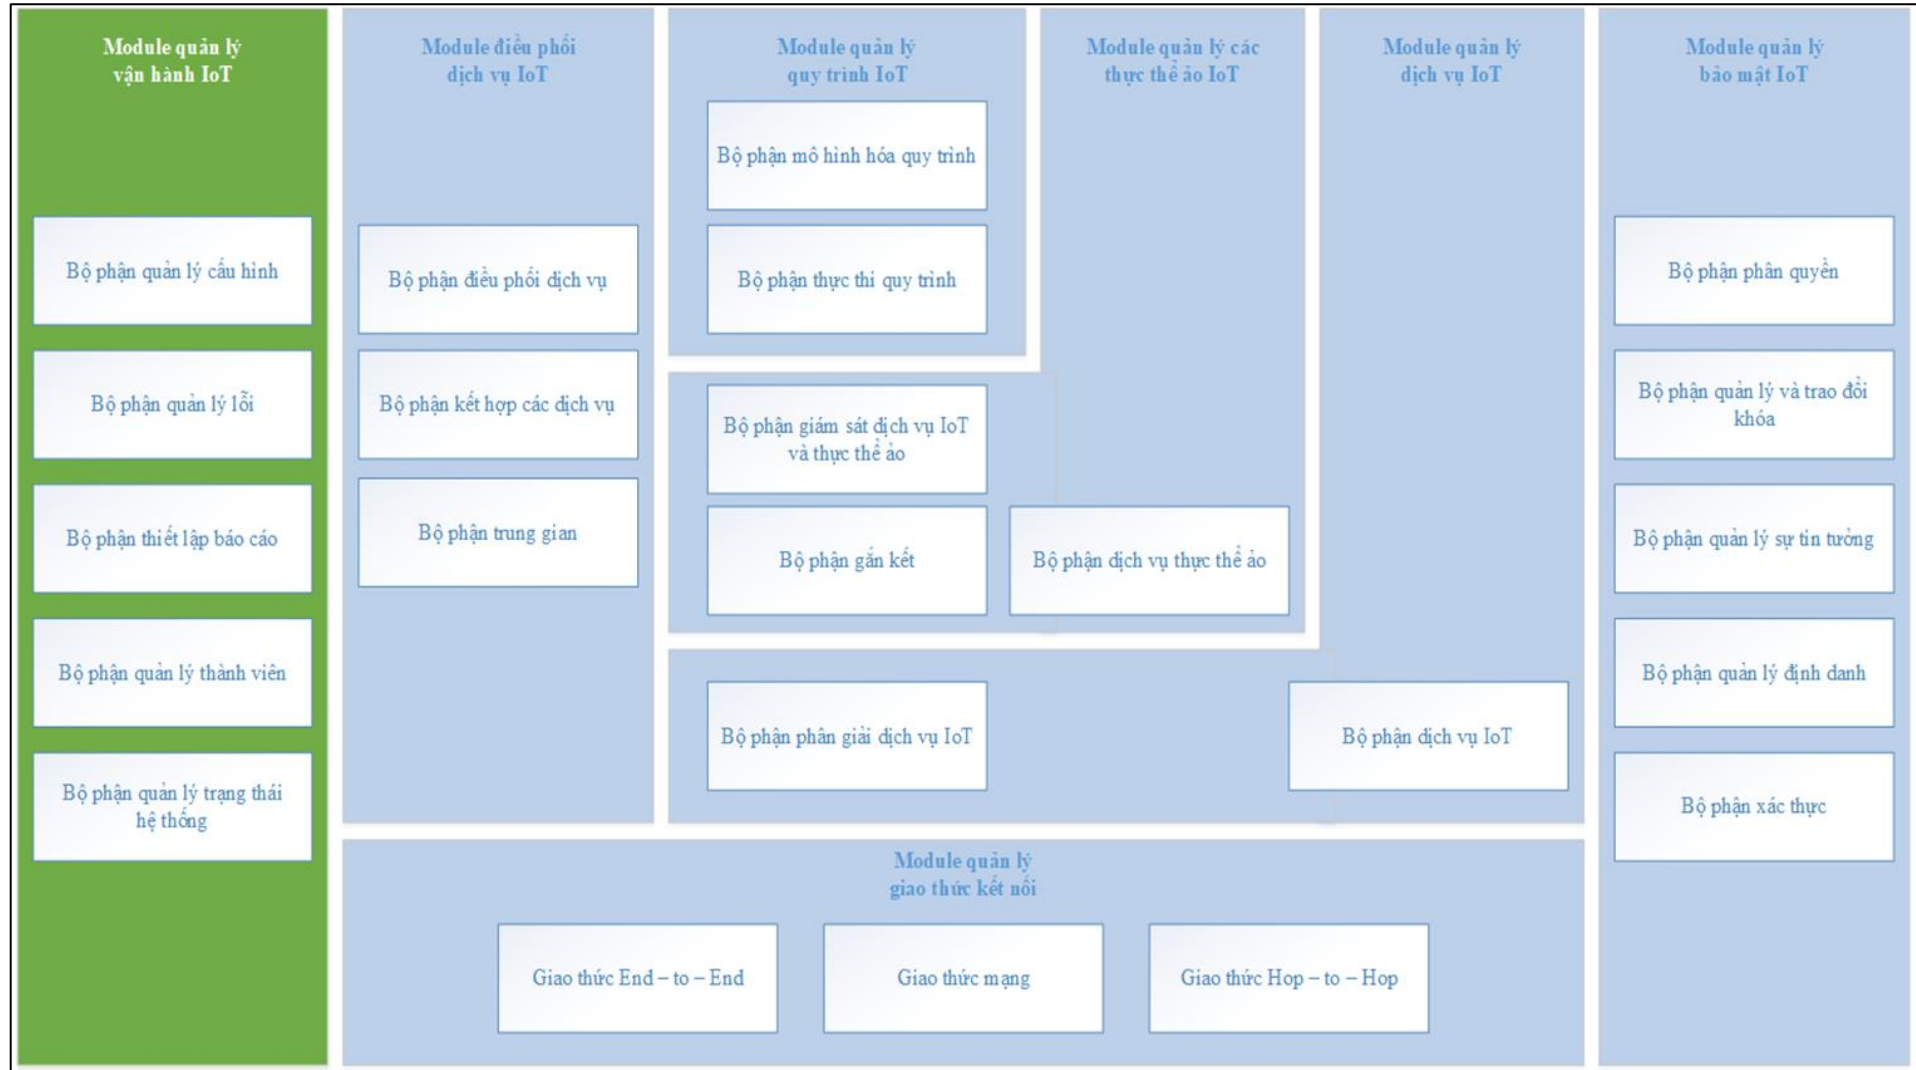 Module quản lý
vận hành IoT
Bộ phận quản lý cấu hình
Bộ phận quản lý lỗi
Bộ phận thiết lập báo cáo
Bộ phận quản lý thành viên
Bộ phận quản lý trạng thái
hệ thống
Module điều phối
dịch vụ IoT
Bộ phận điều phối dịch vụ
Bộ phận kết hợp các dịch vụ
Bộ phận trung gian
Module quản lý
quy trình IoT
Bộ phận mô hình hóa quy trình
Bộ phận thực thi quy trình
Module quản lý các
thực thể ảo IoT
Bộ phận giám sát dịch vụ IoT
và thực thể ảo
Bộ phận gắn kết
Bộ phận dịch vụ thực thể ảo
Module quản lý
dịch vụ IoT
Bộ phận phân giải dịch vụ IoT
Bộ phận dịch vụ IoT
Module quản lý
bảo mật IoT
Bộ phận phân quyền
Bộ phận quản lý và trao đổi
khóa
Bộ phận quản lý sự tin tưởng
Bộ phận quản lý định danh
Bộ phận xác thực
Module quản lý
giao thức kết nối
Giao thức End – to – End
Giao thức mạng
Giao thức Hop – to – Hop